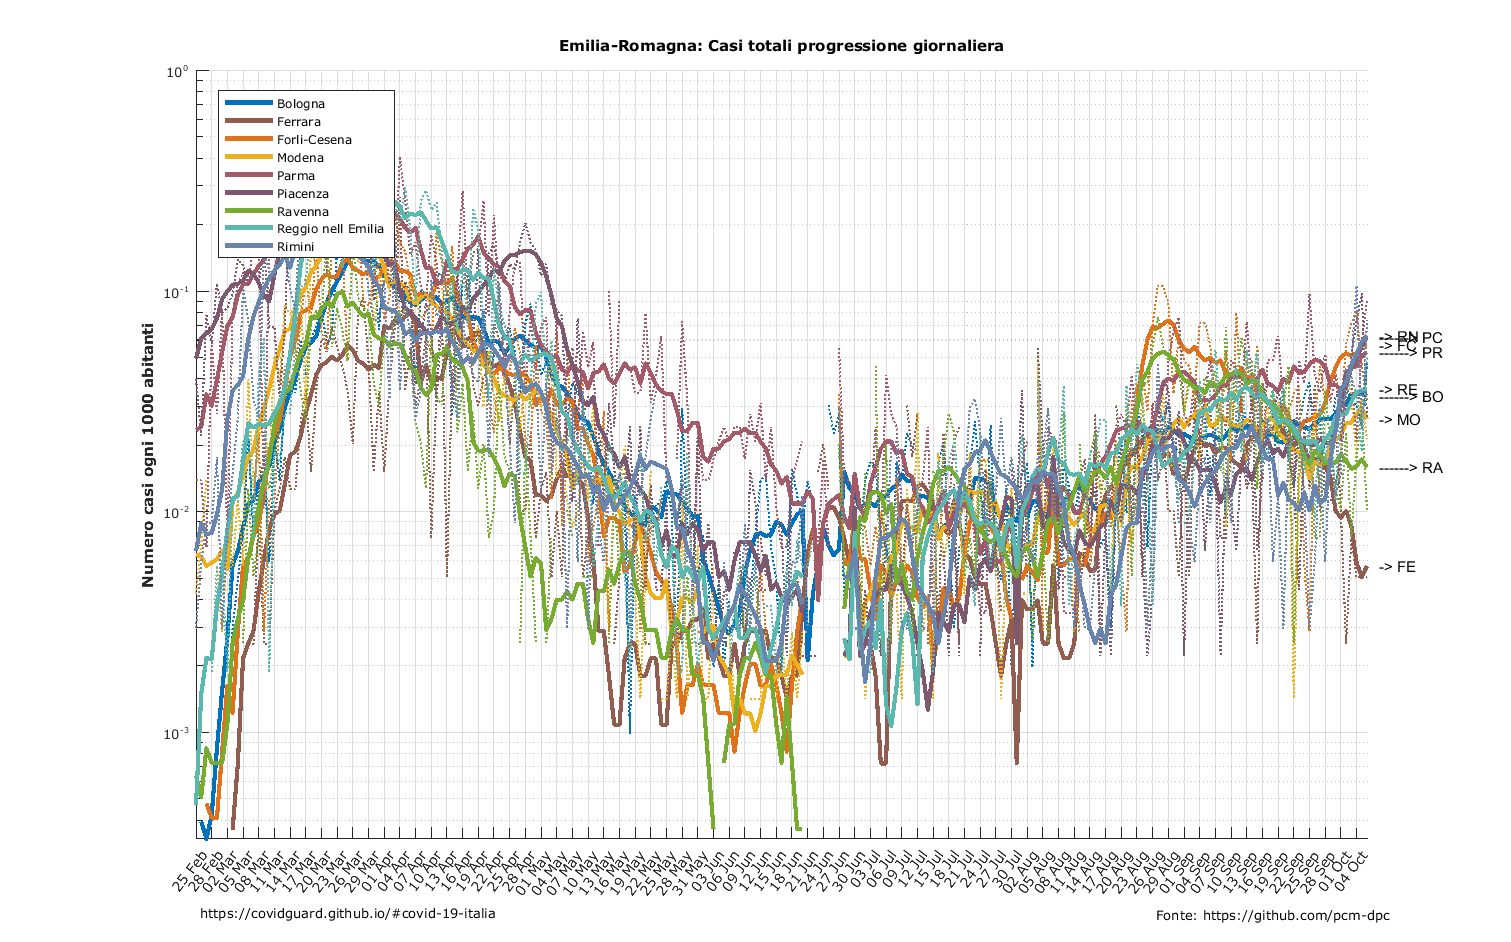 Emilia-Romagna: Casi totali progressione giornaliera
Numero casi ogni 1000 abitanti
10⁰
10⁻¹
10⁻²
10⁻³
Bologna
Ferrara
Forlì-Cesena
Modena
Parma
Piacenza
Ravenna
Reggio nell Emilia
Rimini
-> RN
------> PC
-> FC
------> PR
-> RE
------> BO
-> MO
------> RA
-> FE
25 Feb
28 Feb
02 Mar
05 Mar
08 Mar
11 Mar
14 Mar
17 Mar
20 Mar
23 Mar
26 Mar
29 Mar
01 Apr
04 Apr
07 Apr
10 Apr
13 Apr
16 Apr
19 Apr
22 Apr
25 Apr
28 Apr
01 May
04 May
07 May
10 May
13 May
16 May
19 May
22 May
25 May
28 May
31 May
03 Jun
06 Jun
09 Jun
12 Jun
15 Jun
18 Jun
21 Jun
24 Jun
27 Jun
30 Jun
03 Jul
06 Jul
09 Jul
12 Jul
15 Jul
18 Jul
21 Jul
24 Jul
27 Jul
30 Jul
02 Aug
05 Aug
08 Aug
11 Aug
14 Aug
17 Aug
20 Aug
23 Aug
26 Aug
29 Aug
01 Sep
04 Sep
07 Sep
10 Sep
13 Sep
16 Sep
19 Sep
22 Sep
25 Sep
28 Sep
01 Oct
04 Oct
https://covidguard.github.io/#covid-19-italia
Fonte: https://github.com/pcm-dpc